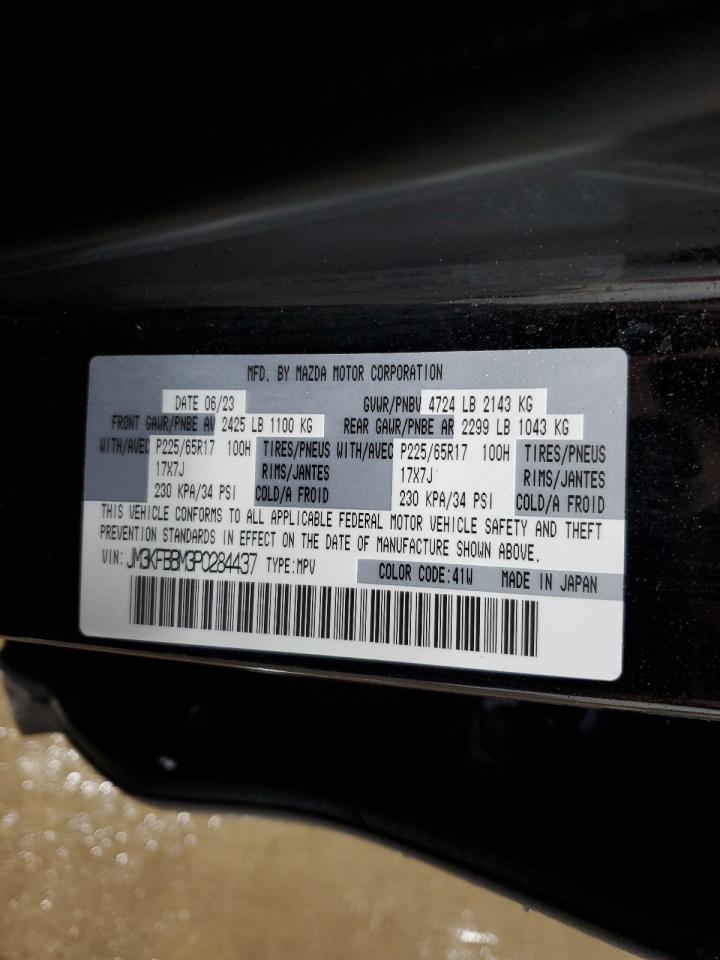 MFD. BY MAZDA MOTOR CORPORATION
DATE 06/23 GVWR/PNBV 4724 LB 2143 KG
FRONT GAWR/PNBE AV 2425 LB 1100 KG REAR GAWR/PNBE AR 2299 LB 1043 KG
WITH/AVEC P225/65R17 100H TIRES/PNEUS WITH/AVEC P225/65R17 100H TIRES/PNEUS
17X7J RIMS/JANTES 17X7J RIMS/JANTES
230 KPA/34 PSI COLD/A FROID 230 KPA/34 PSI COLD/A FROID
THIS VEHICLE CONFORMS TO ALL APPLICABLE FEDERAL MOTOR VEHICLE SAFETY AND THEFT
PREVENTION STANDARDS IN EFFECT ON THE DATE OF MANUFACTURE SHOWN ABOVE.
VIN: JM3KFBBM3P0284437 TYPE:MPV COLOR CODE:41W MADE IN JAPAN